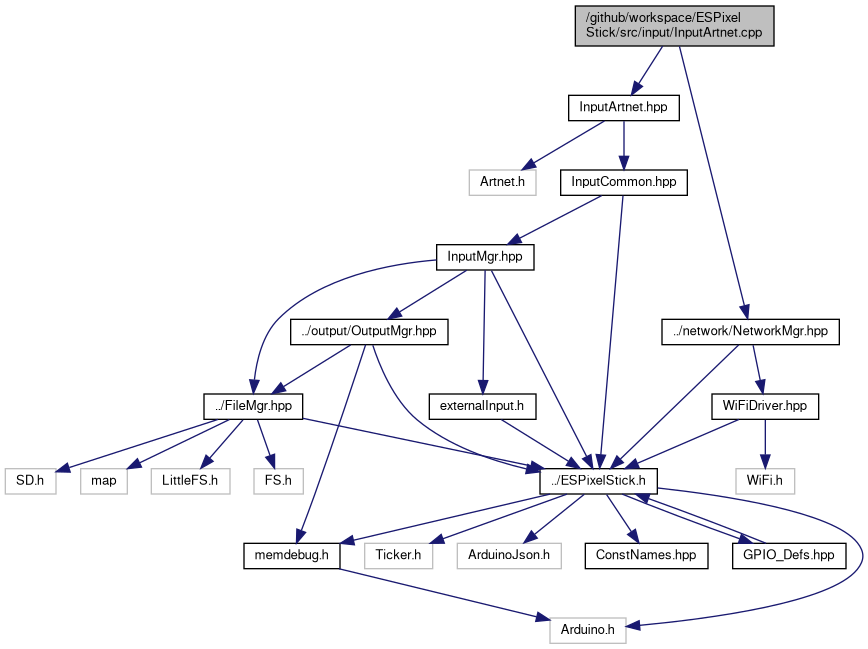 /github/workspace/ESPixel
Stick/src/input/InputArtnet.cpp
InputArtnet.hpp
Artnet.h
InputCommon.hpp
InputMgr.hpp
../output/OutputMgr.hpp
../network/NetworkMgr.hpp
../FileMgr.hpp
externalInput.h
WiFiDriver.hpp
SD.h
map
LittleFS.h
FS.h
../ESPixelStick.h
WiFi.h
memdebug.h
Ticker.h
ArduinoJson.h
ConstNames.hpp
GPIO_Defs.hpp
Arduino.h